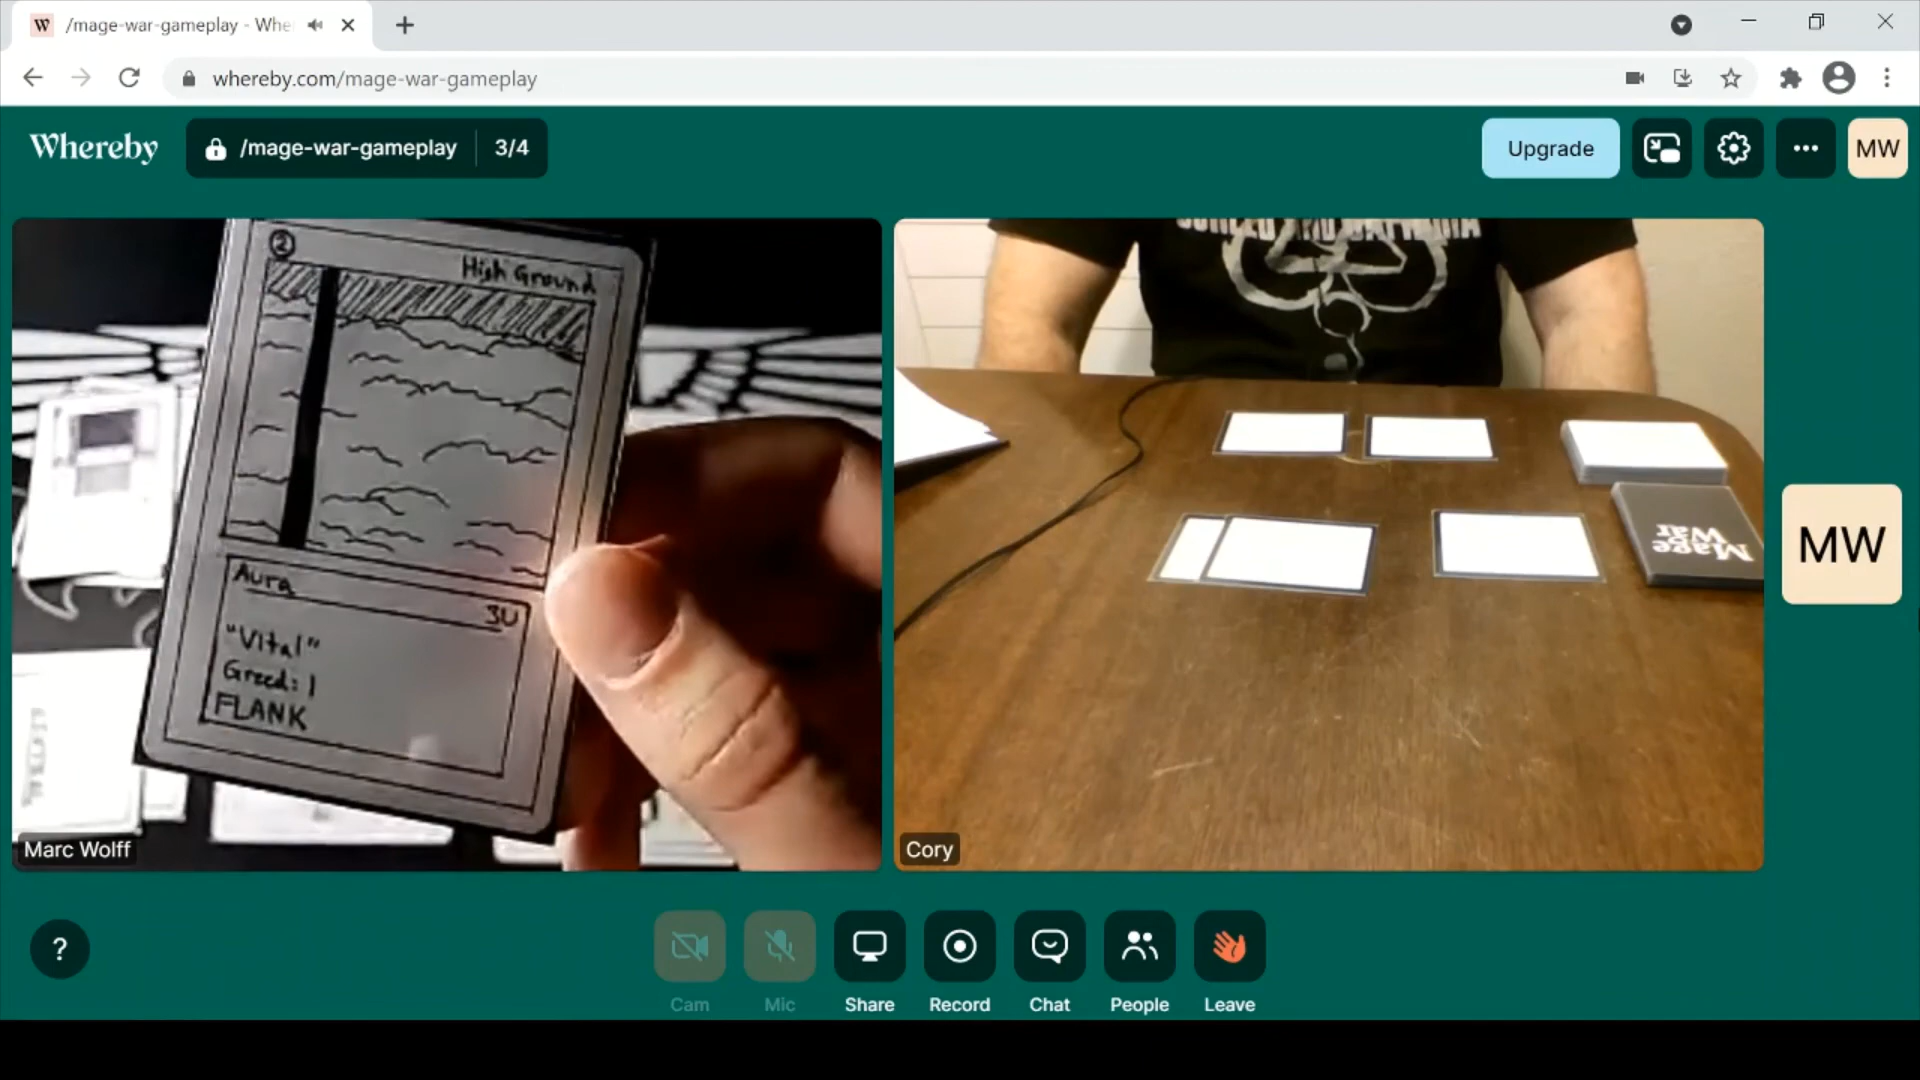 W /mage-war-gameplay - Whe
whereby.com/mage-war-gameplay
Whereby
/mage-war-gameplay 3/4
Upgrade
MW
2
High Ground
Aura
3U
"Vital"
Greed: 1
FLANK
Marc Wolff
Mage
War
Cory
MW
?
Cam
Mic
Share
Record
Chat
People
Leave